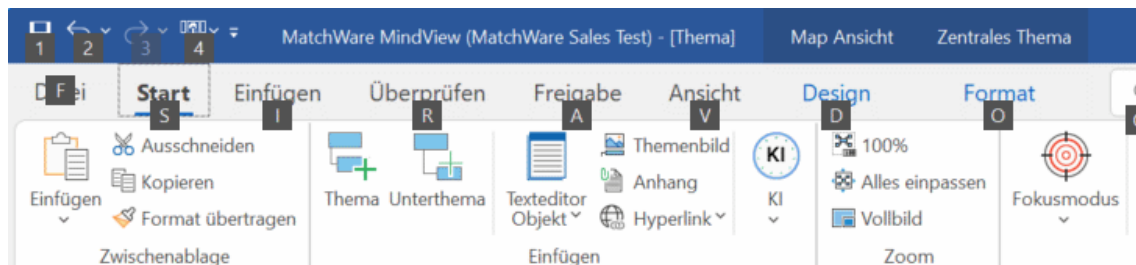 MatchWare MindView (MatchWare Sales Test) - [Thema] Map Ansicht Zentrales Thema
1 2 3 4
Datei Start Einfügen Überprüfen Freigabe Ansicht Design Format
F S I R A V D O
Einfügen
Ausschneiden
Kopieren
Format übertragen
Zwischenablage
Thema Unterthema
Texteditor
Objekt
Themenbild
Anhang
Hyperlink
Einfügen
KI
KI
100%
Alles einpassen
Vollbild
Zoom
Fokusmodus